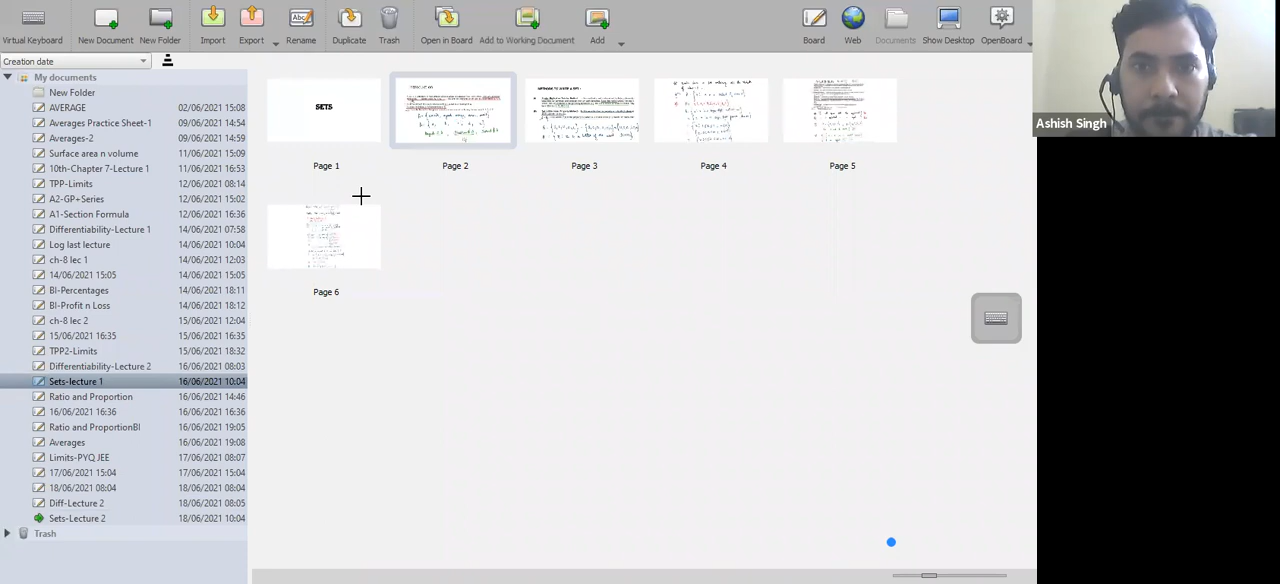 Virtual Keyboard
New Document
New Folder
Import
Export
Rename
Duplicate
Trash
Open in Board
Add to Working Document
Add
Board
Web
Documents
Show Desktop
OpenBoard
Ashish Singh
Creation date
My documents
New Folder
AVERAGE 02/06/2021 15:08
Averages Practice Sheet-1 09/06/2021 14:54
Averages-2 09/06/2021 14:59
Surface area n volume 11/06/2021 15:09
10th-Chapter 7-Lecture 1 11/06/2021 16:53
TPP-Limits 12/06/2021 08:14
A2-GP+Series 12/06/2021 15:02
A1-Section Formula 12/06/2021 16:36
Differentiability-Lecture 1 14/06/2021 07:58
Log last lecture 14/06/2021 10:04
ch-8 lec 1 14/06/2021 12:03
14/06/2021 15:05 14/06/2021 15:05
BI-Percentages 14/06/2021 18:11
BI-Profit n Loss 14/06/2021 18:12
ch-8 lec 2 15/06/2021 12:04
15/06/2021 16:35 15/06/2021 16:35
TPP2-Limits 15/06/2021 18:32
Differentiability-Lecture 2 16/06/2021 08:03
Sets-lecture 1 16/06/2021 10:04
Ratio and Proportion 16/06/2021 14:46
16/06/2021 16:36 16/06/2021 16:36
Ratio and ProportionBI 16/06/2021 19:05
Averages 16/06/2021 19:08
Limits-PYQ JEE 17/06/2021 08:07
17/06/2021 15:04 17/06/2021 15:04
18/06/2021 08:04 18/06/2021 08:04
Diff-Lecture 2 18/06/2021 08:05
Sets-Lecture 2 18/06/2021 10:04
Trash
SETS
Page 1
Page 2
Page 3
Page 4
Page 5
Page 6